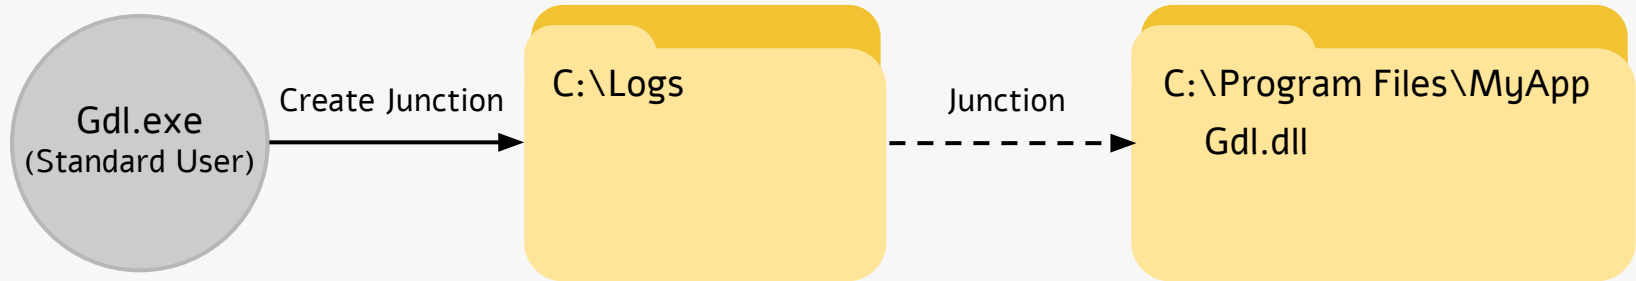 Gdl.exe
(Standard User)
Create Junction
C:\Logs
Junction
C:\Program Files\MyApp
Gdl.dll